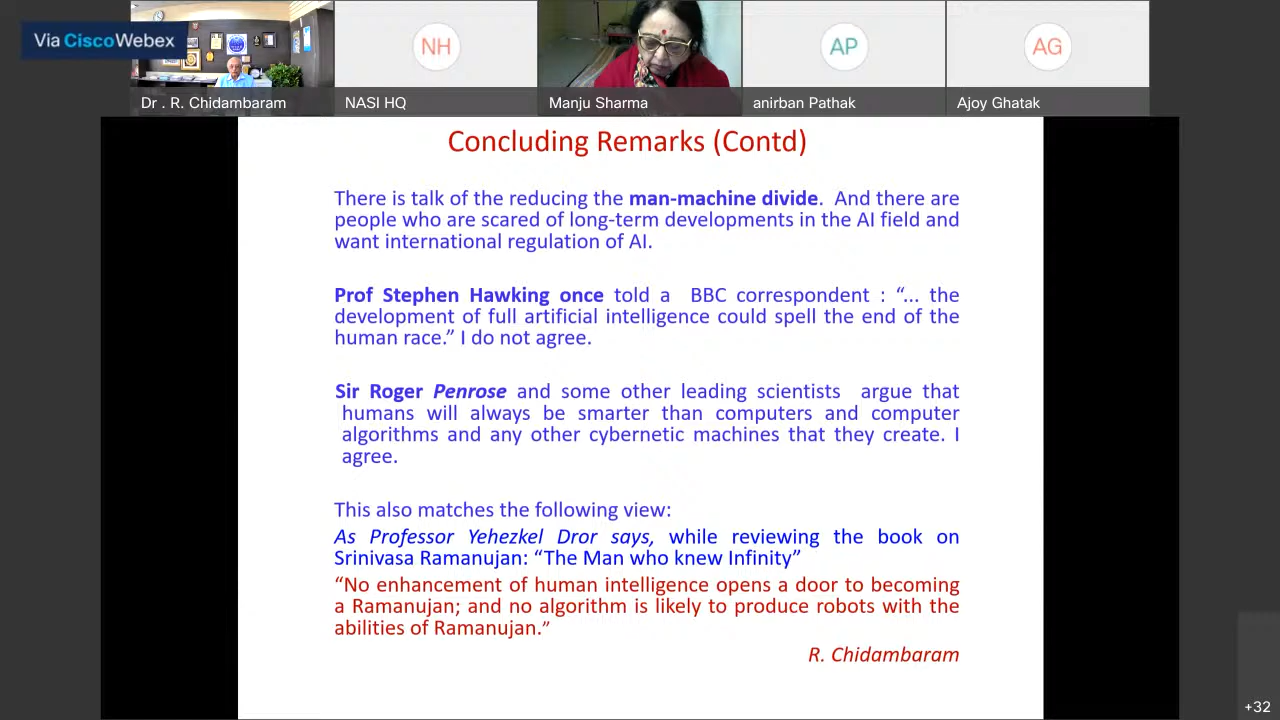 Via Cisco Webex
NH
AP
AG
Dr . R. Chidambaram
NASI HQ
Manju Sharma
anirban Pathak
Ajoy Ghatak
Concluding Remarks (Contd)
There is talk of the reducing the man-machine divide. And there are
people who are scared of long-term developments in the AI field and
want international regulation of AI.
Prof Stephen Hawking once told a BBC correspondent : “... the
development of full artificial intelligence could spell the end of the
human race.” I do not agree.
Sir Roger Penrose and some other leading scientists argue that
humans will always be smarter than computers and computer
algorithms and any other cybernetic machines that they create. I
agree.
This also matches the following view:
As Professor Yehezkel Dror says, while reviewing the book on
Srinivasa Ramanujan: “The Man who knew Infinity”
“No enhancement of human intelligence opens a door to becoming
a Ramanujan; and no algorithm is likely to produce robots with the
abilities of Ramanujan.”
R. Chidambaram
+32